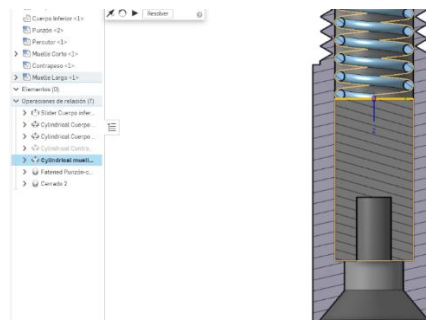 Cuerpo Inferior <1>
Punzón <2>
Percutor <1>
Muelle Corto <1>
Contrapeso <1>
Muelle Largo <1>
Elementos (0)
Operaciones de relación (7)
Slider Cuerpo infer...
Cylindrical Cuerpo ...
Cylindrical Cuerpo ...
Cylindrical Contra...
Cylindrical muell...
Fatened Punzón-c...
Cerrado 2
Resolver